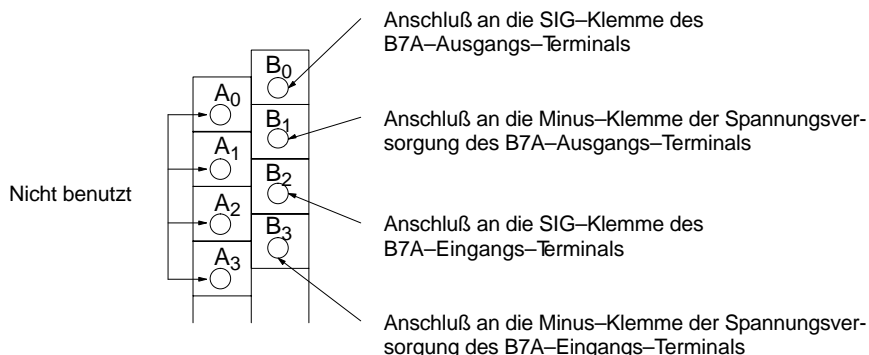 Anschluß an die SIG–Klemme des
B7A–Ausgangs–Terminals
B0
A0
Anschluß an die Minus–Klemme der Spannungsver-
sorgung des B7A–Ausgangs–Terminals
B1
A1
B2
Nicht benutzt
A2
Anschluß an die SIG–Klemme des
B7A–Eingangs–Terminals
B3
A3
Anschluß an die Minus–Klemme der Spannungsver-
sorgung des B7A–Eingangs–Terminals